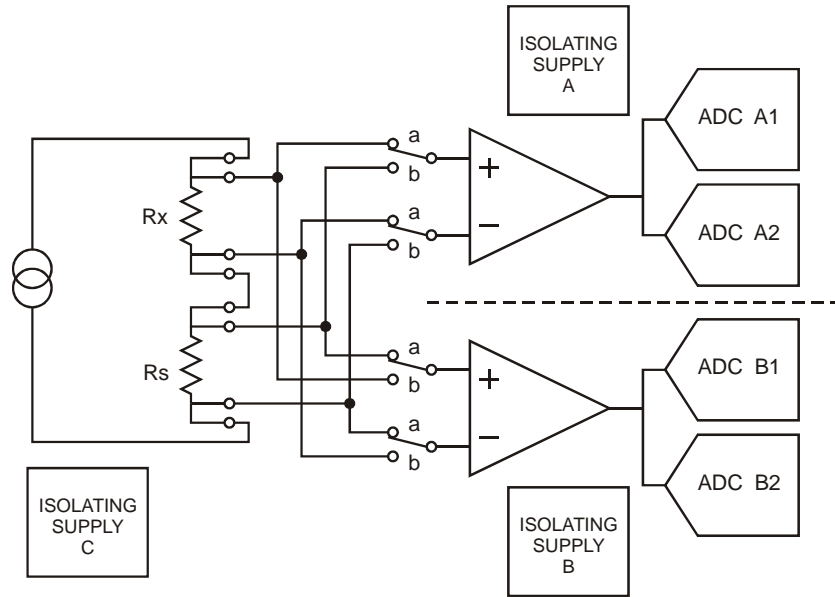 ISOLATING
SUPPLY
A
ADC A1
a
b
+
Rx
a
b
−
ADC A2
Rs
a
b
+
ADC B1
a
b
−
ADC B2
ISOLATING
SUPPLY
C
ISOLATING
SUPPLY
B